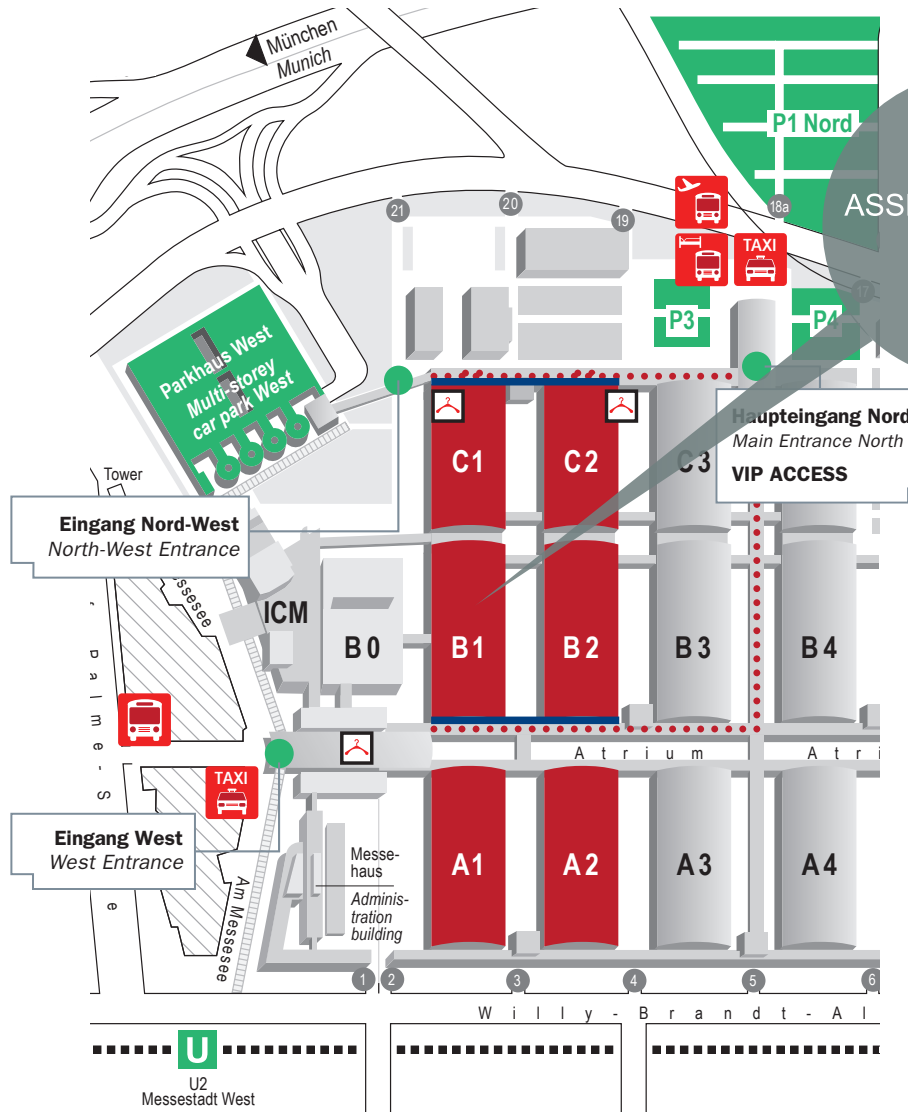 München
Munich
P1 Nord
ASS
21
20
19
18a
17
TAXI
P3
P4
Parkhaus West
Multi-storey
car park West
Haupteingang Nord
Main Entrance North
VIP ACCESS
C1
C2
C3
Tower
Eingang Nord-West
North-West Entrance
Messesee
ICM
B0
B1
B2
B3
B4
Palme-S
e
Atrium
Atri
TAXI
Eingang West
West Entrance
Am Messesee
Messe-
haus
Adminis-
tration
building
A1
A2
A3
A4
1
2
3
4
5
6
Willy-Brandt-Al
U
U2
Messestadt West